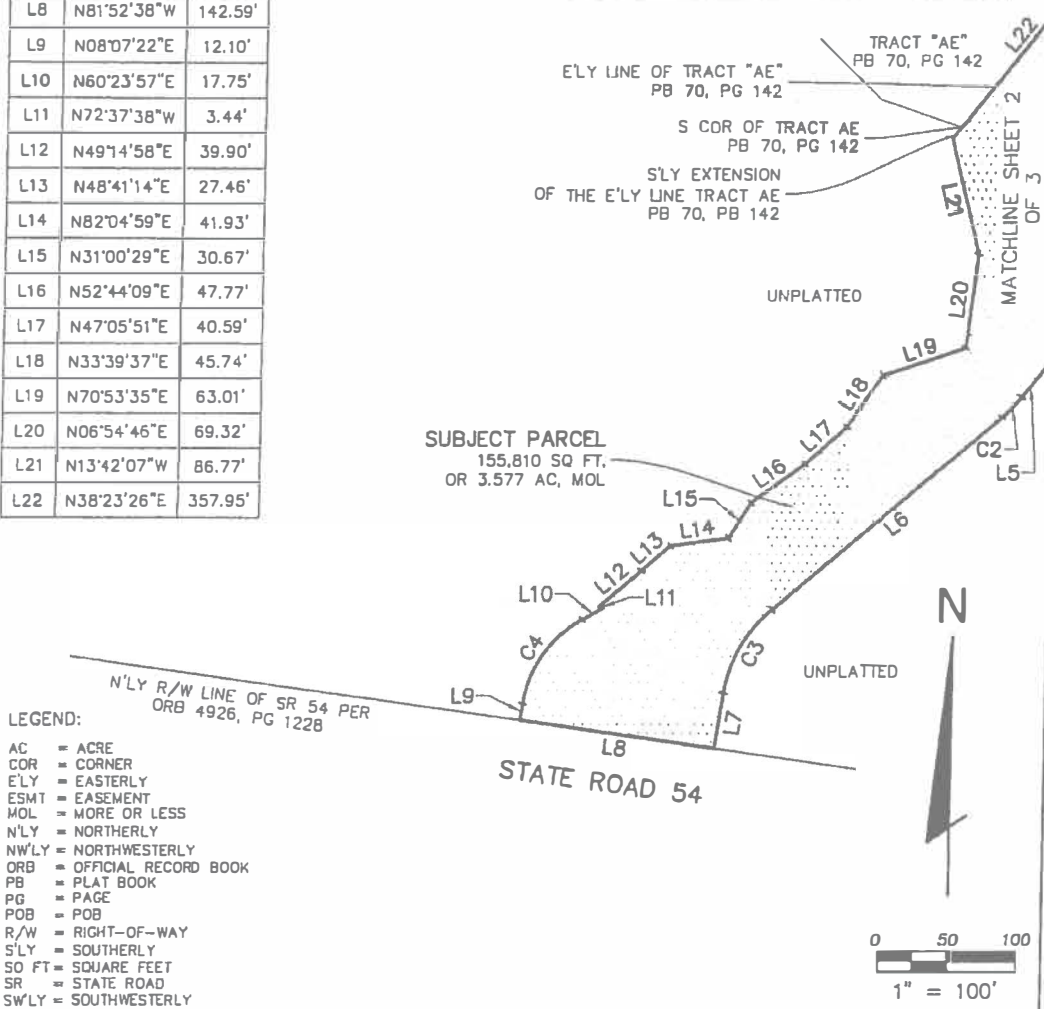 L8 N81°52'38"W 142.59'
L9 N08°07'22"E 12.10'
L10 N60°23'57"E 17.75'
L11 N72°37'38"W 3.44'
L12 N49°14'58"E 39.90'
L13 N48°41'14"E 27.46'
L14 N82°04'59"E 41.93'
L15 N31°00'29"E 30.67'
L16 N52°44'09"E 47.77'
L17 N47°05'51"E 40.59'
L18 N33°39'37"E 45.74'
L19 N70°53'35"E 63.01'
L20 N06°54'46"E 69.32'
L21 N13°42'07"W 86.77'
L22 N38°23'26"E 357.95'
TRACT "AE"
PB 70, PG 142
L22
E'LY LINE OF TRACT "AE"
PB 70, PG 142
S COR OF TRACT AE
PB 70, PG 142
S'LY EXTENSION
OF THE E'LY LINE TRACT AE
PB 70, PB 142
MATCHLINE SHEET 2
OF 3
L21
UNPLATTED
L20
L19
L18
L17
SUBJECT PARCEL
155,810 SQ FT.
OR 3.577 AC, MOL
L16
L15
L14
L13
L12
L11
L10
C2
L5
L6
C4
C3
UNPLATTED
N
L9
L7
L8
N'LY R/W LINE OF SR 54 PER
ORB 4926, PG 1228
STATE ROAD 54
LEGEND:
AC = ACRE
COR = CORNER
E'LY = EASTERLY
ESMT = EASEMENT
MOL = MORE OR LESS
N'LY = NORTHERLY
NW'LY = NORTHWESTERLY
ORB = OFFICIAL RECORD BOOK
PB = PLAT BOOK
PG = PAGE
POB = POB
R/W = RIGHT-OF-WAY
S'LY = SOUTHERLY
SQ FT = SQUARE FEET
SR = STATE ROAD
SW'LY = SOUTHWESTERLY
0 50 100
1" = 100'